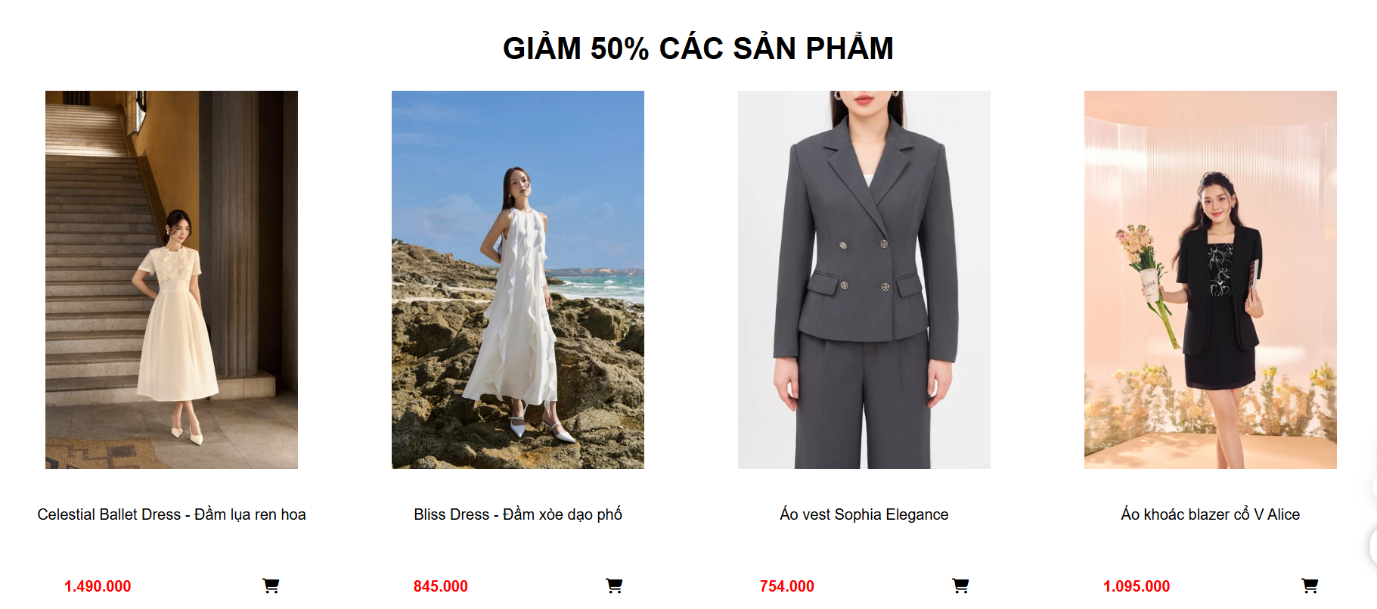 GIẢM 50% CÁC SẢN PHẨM
Celestial Ballet Dress - Đầm lụa ren hoa
Bliss Dress - Đầm xòe dạo phố
Áo vest Sophia Elegance
Áo khoác blazer cổ V Alice
1.490.000
845.000
754.000
1.095.000